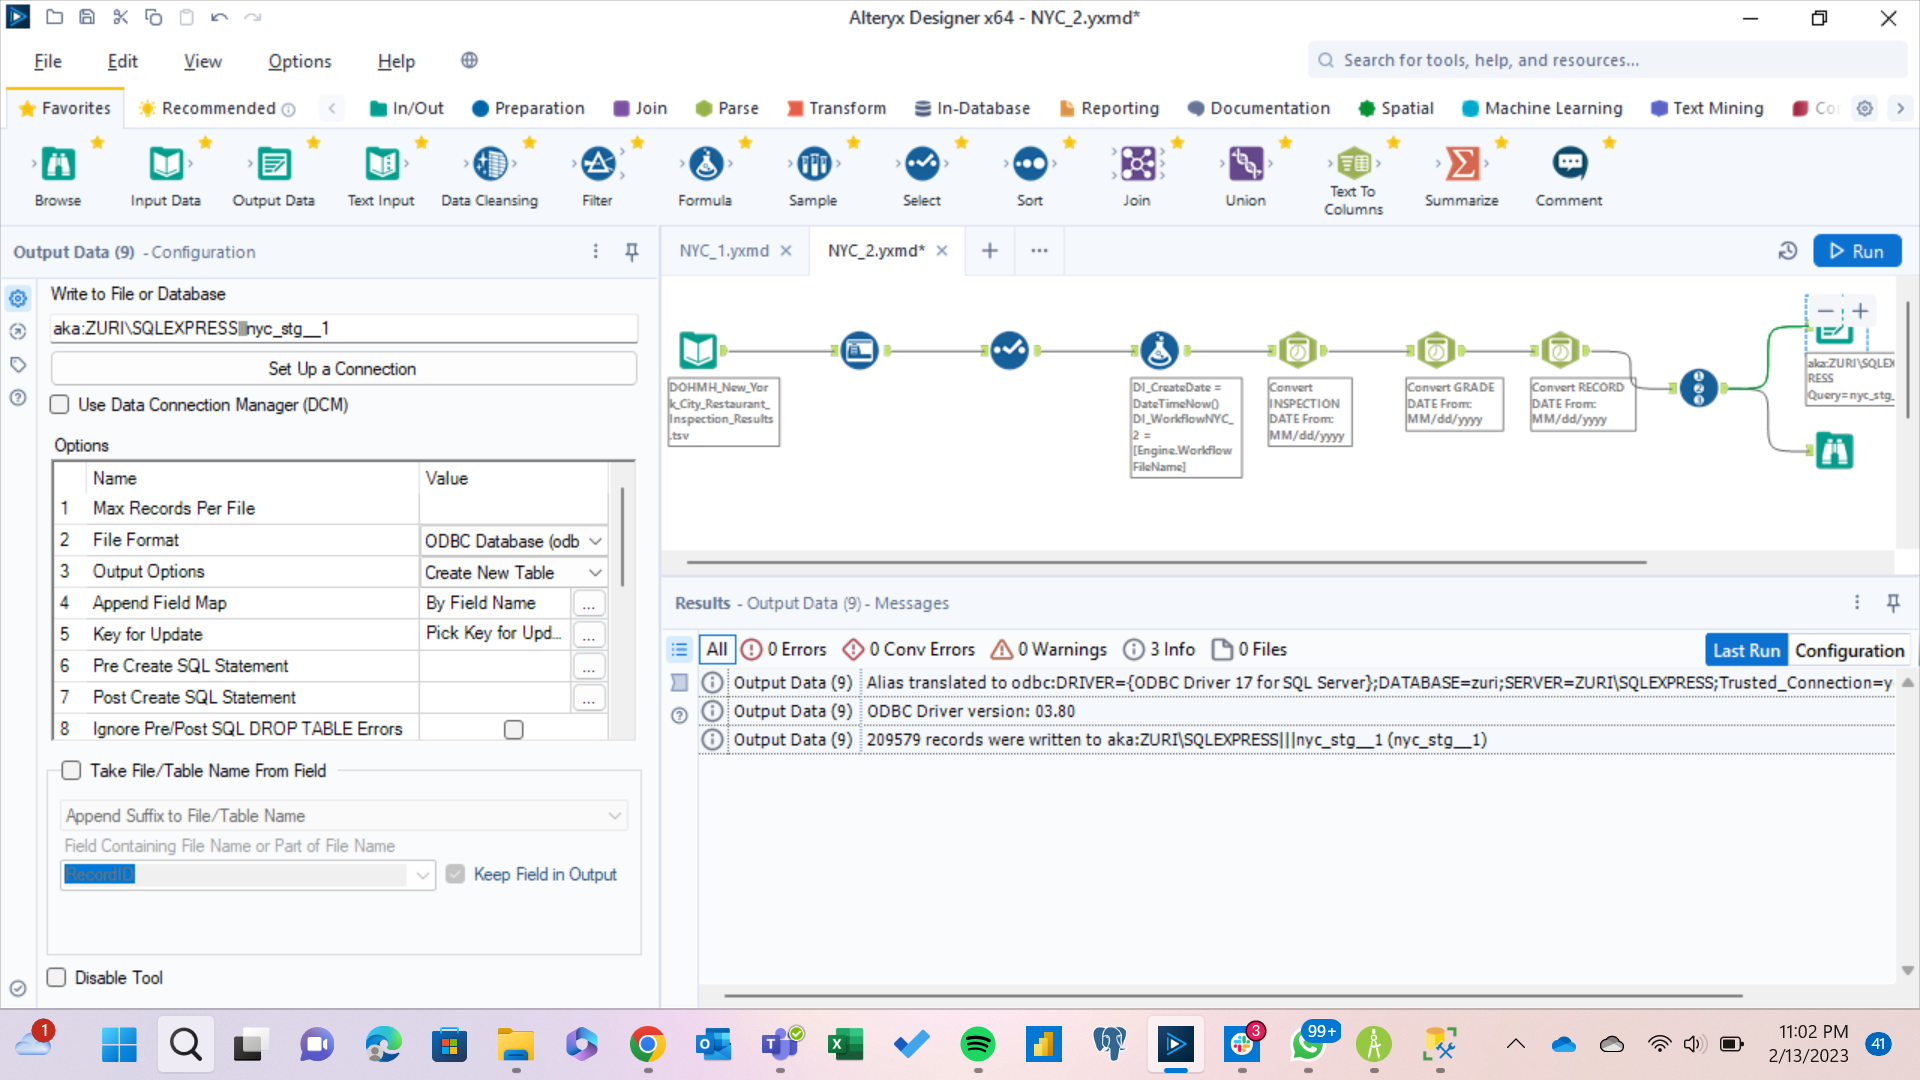 Alteryx Designer x64 - NYC_2.yxmd*
File Edit View Options Help
Search for tools, help, and resources...
Favorites Recommended In/Out Preparation Join Parse Transform In-Database Reporting Documentation Spatial Machine Learning Text Mining Co
Browse Input Data Output Data Text Input Data Cleansing Filter Formula Sample Select Sort Join Union Text To Columns Summarize Comment
Output Data (9) - Configuration
NYC_1.yxmd NYC_2.yxmd* Run
Write to File or Database
aka:ZURI\SQLEXPRESS|||nyc_stg__1
Set Up a Connection
Use Data Connection Manager (DCM)
Options
Name Value
1 Max Records Per File
2 File Format ODBC Database (odb
3 Output Options Create New Table
4 Append Field Map By Field Name ...
5 Key for Update Pick Key for Upd... ...
6 Pre Create SQL Statement ...
7 Post Create SQL Statement ...
8 Ignore Pre/Post SQL DROP TABLE Errors
Take File/Table Name From Field
Append Suffix to File/Table Name
Field Containing File Name or Part of File Name
RecordID Keep Field in Output
Disable Tool
DOHMH_New_Yor
k_City_Restaurant_
Inspection_Results
.tsv
DI_CreateDate =
DateTimeNow()
DI_WorkflowNYC_
2 =
[Engine.Workflow
FileName]
Convert
INSPECTION
DATE From:
MM/dd/yyyy
Convert GRADE
DATE From:
MM/dd/yyyy
Convert RECORD
DATE From:
MM/dd/yyyy
1
2
3
aka:ZURI\SQLEX
RESS
Query=nyc_stg_
Results - Output Data (9) - Messages
All 0 Errors 0 Conv Errors 0 Warnings 3 Info 0 Files Last Run Configuration
Output Data (9) Alias translated to odbc:DRIVER={ODBC Driver 17 for SQL Server};DATABASE=zuri;SERVER=ZURI\SQLEXPRESS;Trusted_Connection=y
Output Data (9) ODBC Driver version: 03.80
Output Data (9) 209579 records were written to aka:ZURI\SQLEXPRESS|||nyc_stg__1 (nyc_stg__1)
1
3
99+
11:02 PM
2/13/2023
41